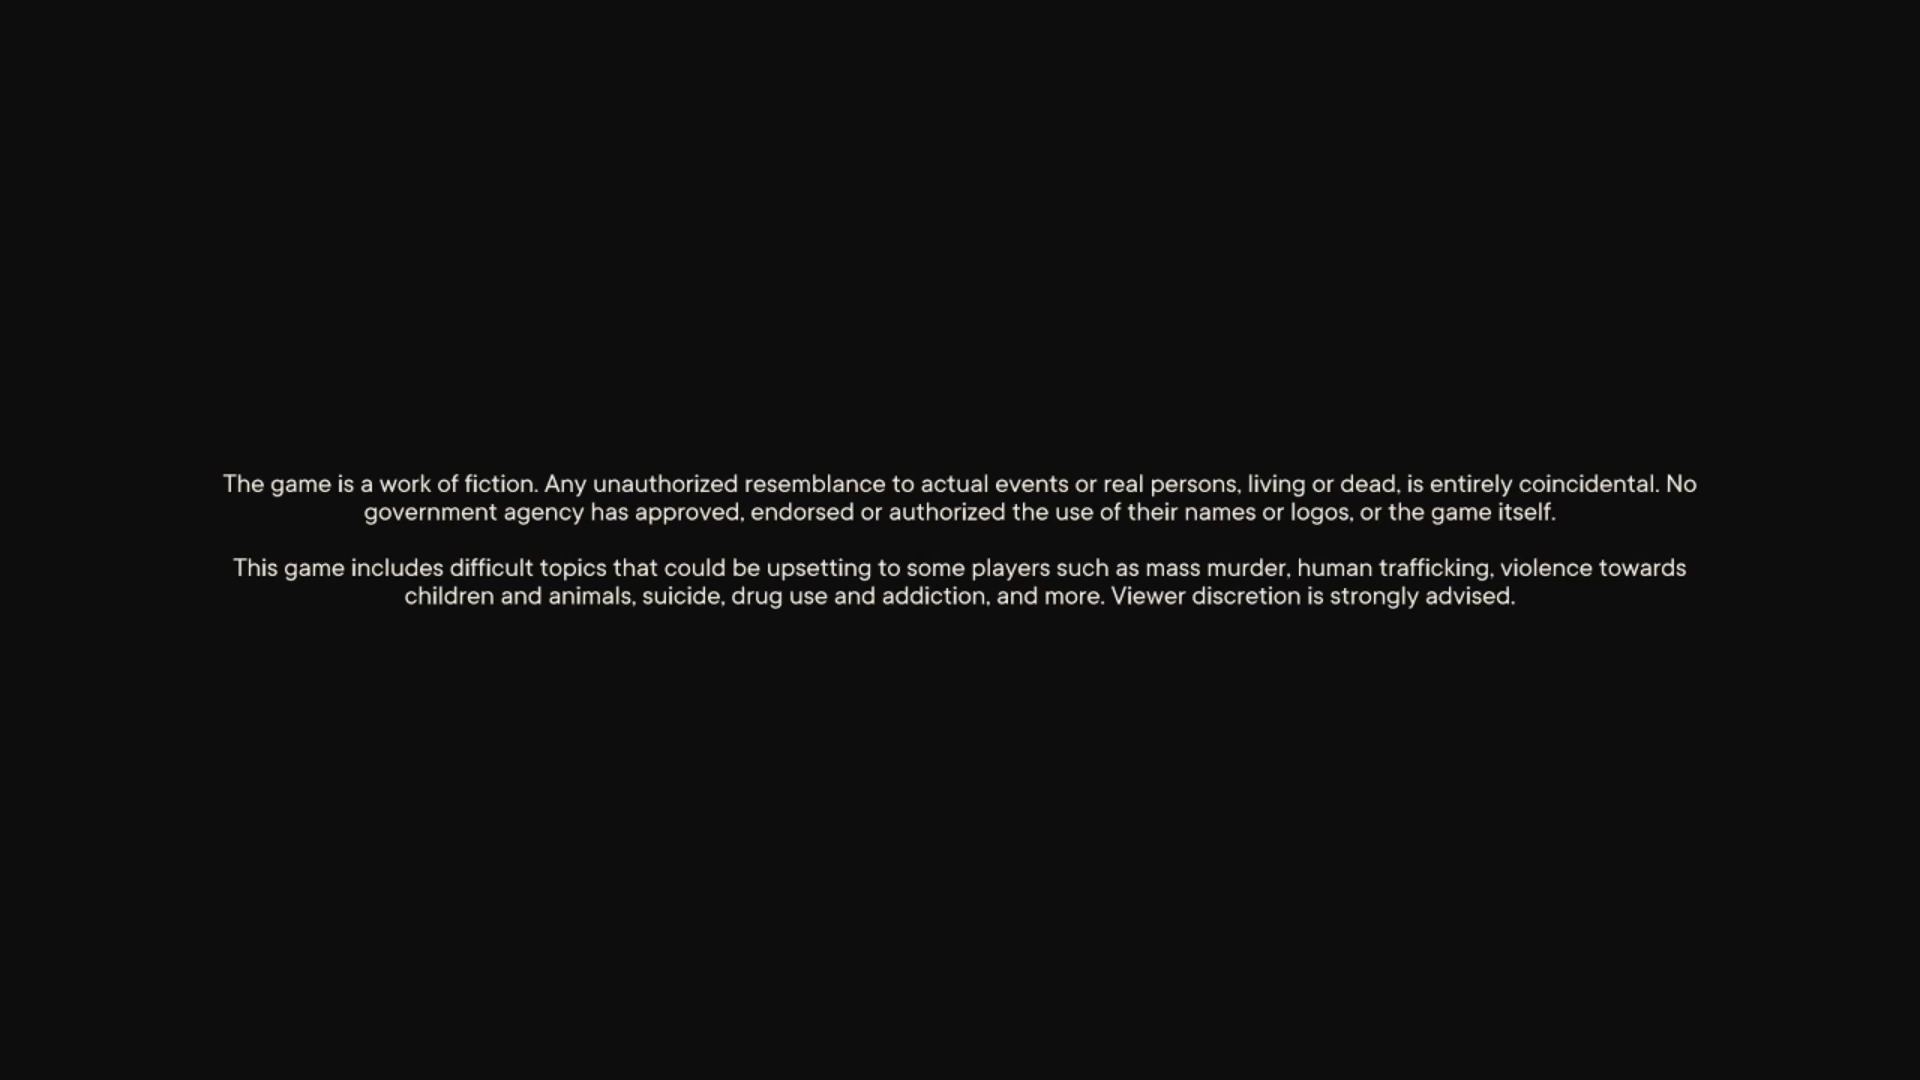 The game is a work of fiction. Any unauthorized resemblance to actual events or real persons, living or dead, is entirely coincidental. No
government agency has approved, endorsed or authorized the use of their names or logos, or the game itself.
This game includes difficult topics that could be upsetting to some players such as mass murder, human trafficking, violence towards
children and animals, suicide, drug use and addiction, and more. Viewer discretion is strongly advised.